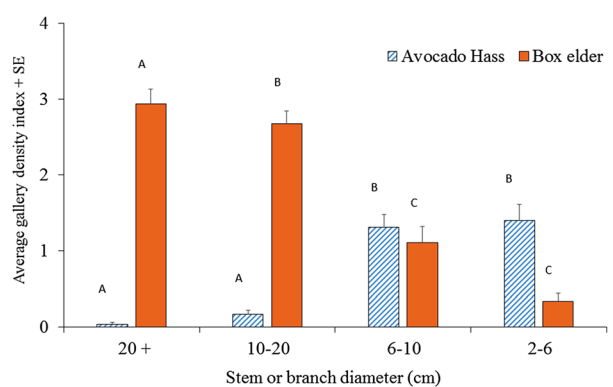 4
Avocado Hass Box elder
A
B
3
Average gallery density index + SE
2
B
B
C
1
C
A
A
0
20 + 10-20 6-10 2-6
Stem or branch diameter (cm)